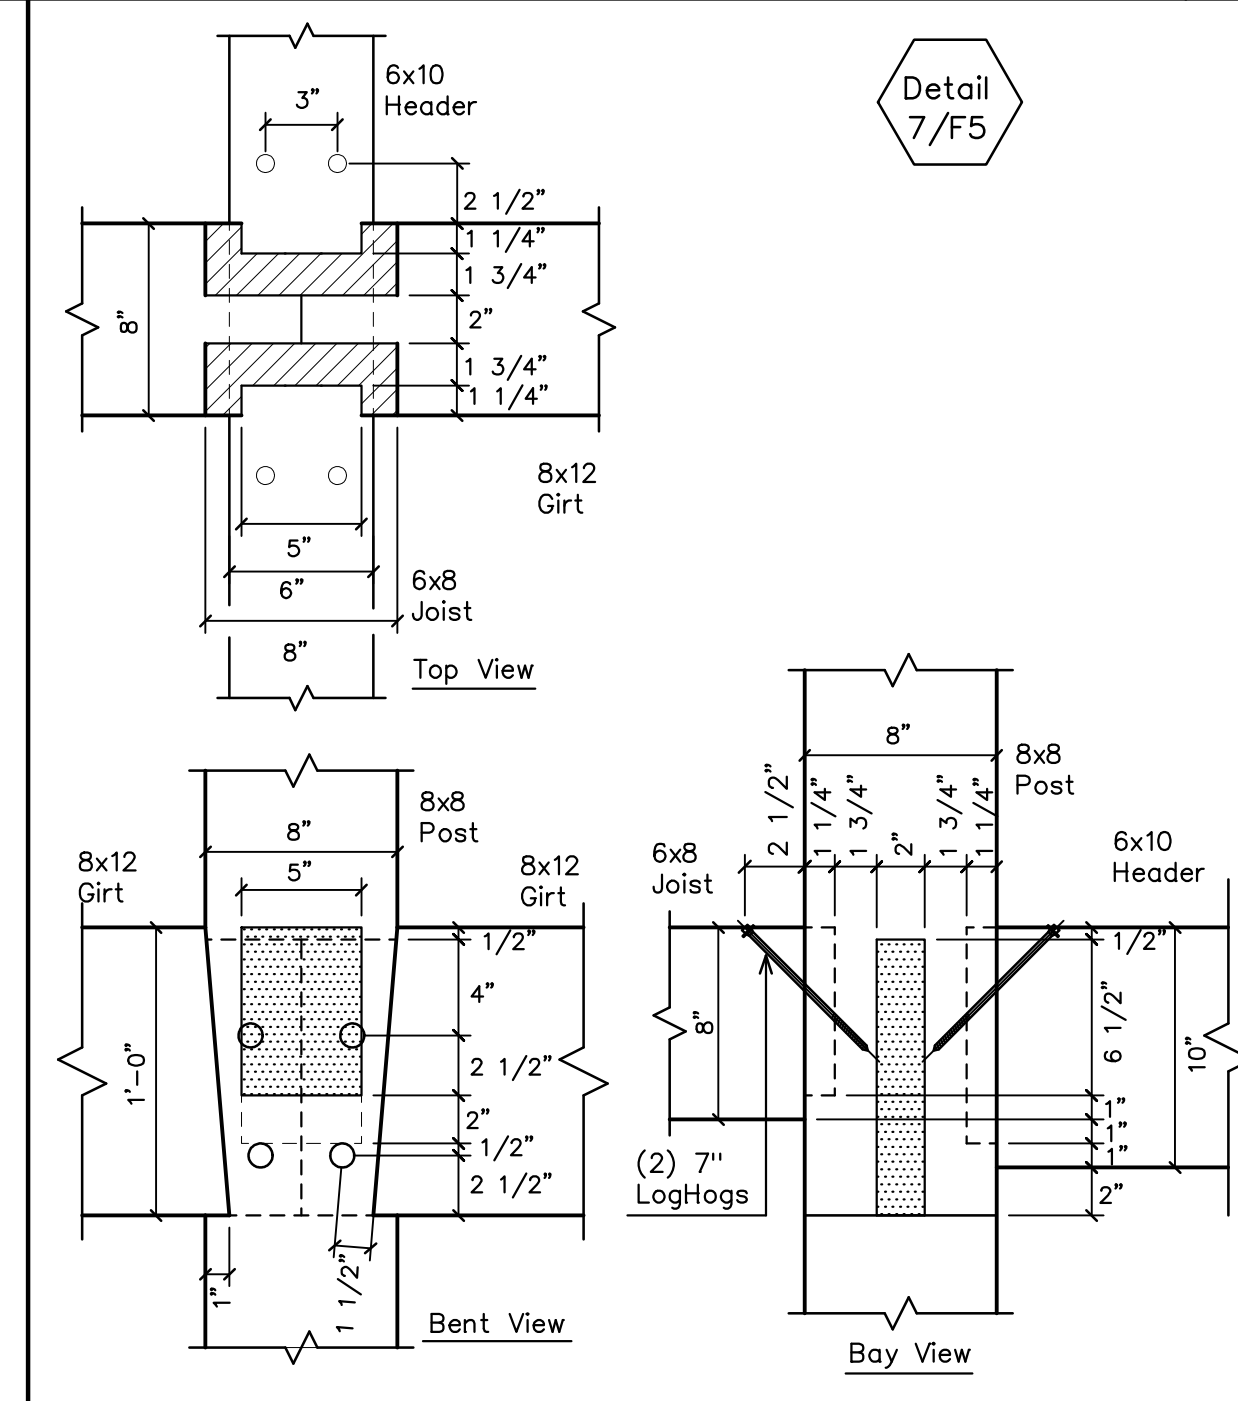 6x10
Header
3"
Detail
7/F5
2 1/2"
1 1/4"
1 3/4"
8"
2"
1 3/4"
1 1/4"
8x12
Girt
5"
6"
6x8
Joist
8"
Top View
8x8
Post
8"
8x12
Girt
5"
8x12
Girt
1/2"
4"
1'-0"
2 1/2"
2"
1/2"
2 1/2"
1"
1 1/2"
Bent View
8"
8x8
Post
2 1/2"
1 1/4"
1 3/4"
2"
1 3/4"
1 1/4"
6x8
Joist
6x10
Header
1/2"
8"
6 1/2"
10"
1"
1"
1"
2"
(2) 7"
LogHogs
Bay View